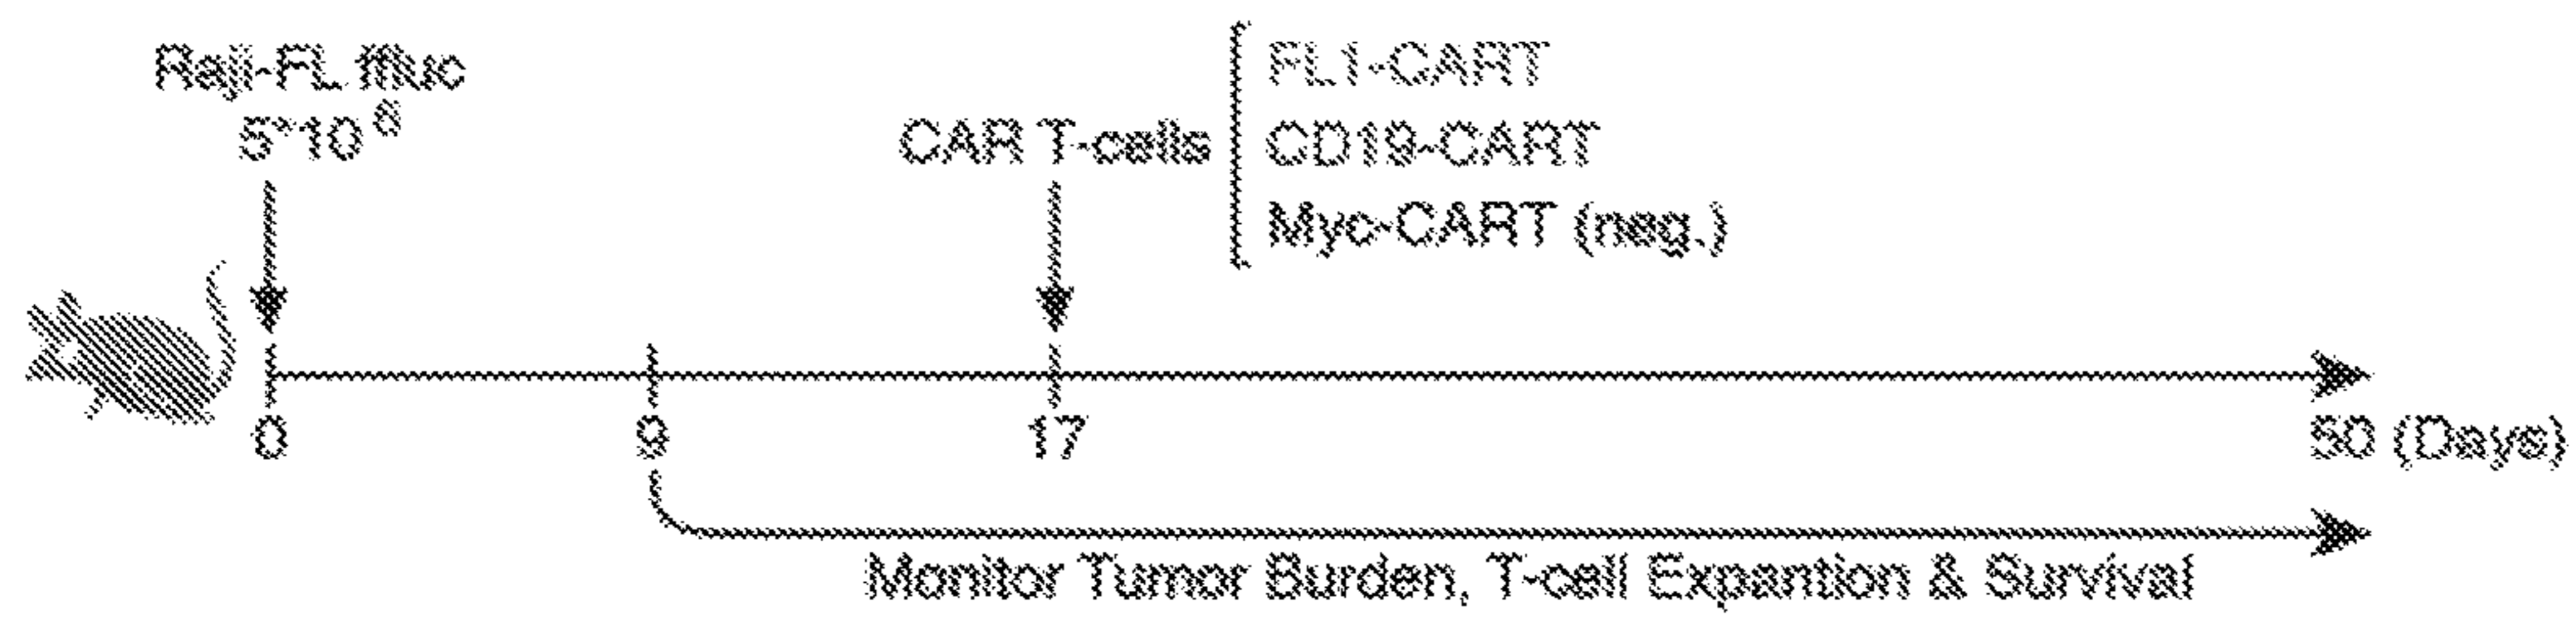 Raji-FL ffluc
5*10^6
CAR T-cells
FL1-CART
CD19-CART
Myc-CART (neg.)
0
9
17
50 (Days)
Monitor Tumor Burden, T-cell Expantion & Survival